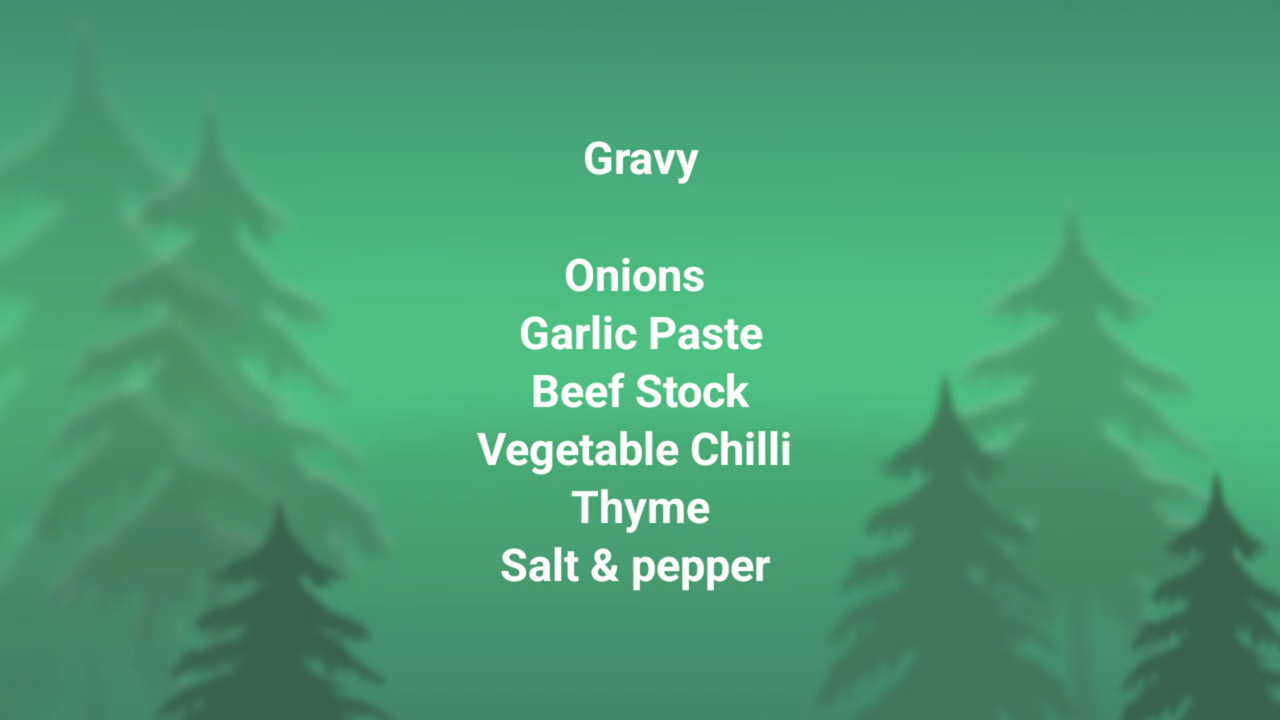 Gravy
Onions
Garlic Paste
Beef Stock
Vegetable Chilli
Thyme
Salt & pepper